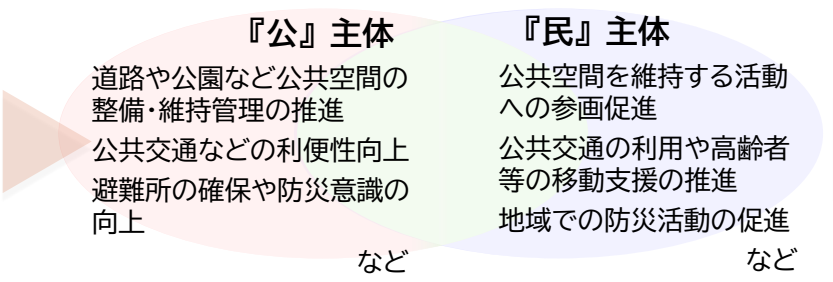 『公』主体
道路や公園など公共空間の
整備・維持管理の推進
公共交通などの利便性向上
避難所の確保や防災意識の
向上
など
『民』主体
公共空間を維持する活動
への参画促進
公共交通の利用や高齢者
等の移動支援の推進
地域での防災活動の促進
など